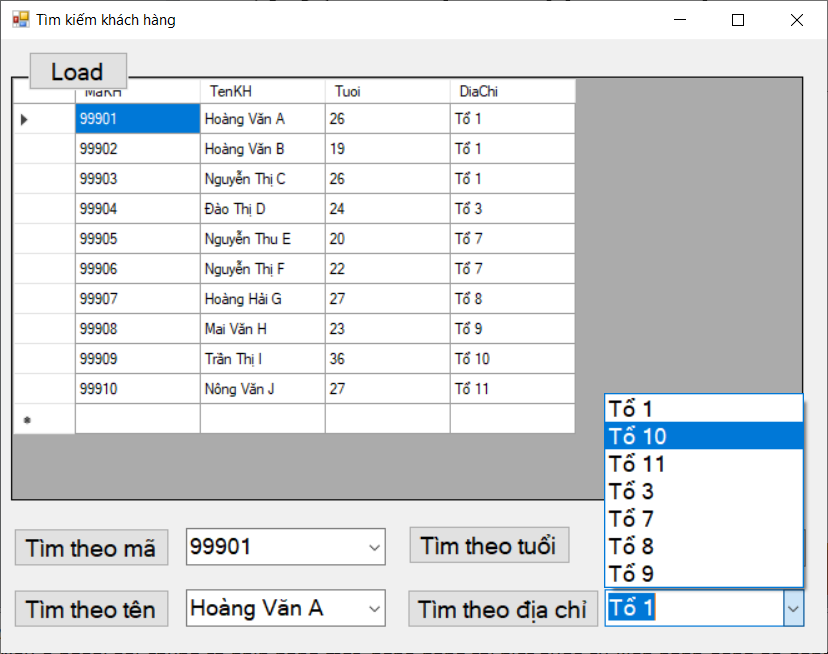 Tìm kiếm khách hàng
Load
MaKH TenKH Tuoi DiaChi
99901 Hoàng Văn A 26 Tổ 1
99902 Hoàng Văn B 19 Tổ 1
99903 Nguyễn Thị C 26 Tổ 1
99904 Đào Thị D 24 Tổ 3
99905 Nguyễn Thu E 20 Tổ 7
99906 Nguyễn Thị F 22 Tổ 7
99907 Hoàng Hải G 27 Tổ 8
99908 Mai Văn H 23 Tổ 9
99909 Trần Thị I 36 Tổ 10
99910 Nông Văn J 27 Tổ 11
Tổ 1
Tổ 10
Tổ 11
Tổ 3
Tổ 7
Tổ 8
Tổ 9
Tìm theo mã 99901 Tìm theo tuổi
Tìm theo tên Hoàng Văn A Tìm theo địa chỉ Tổ 1